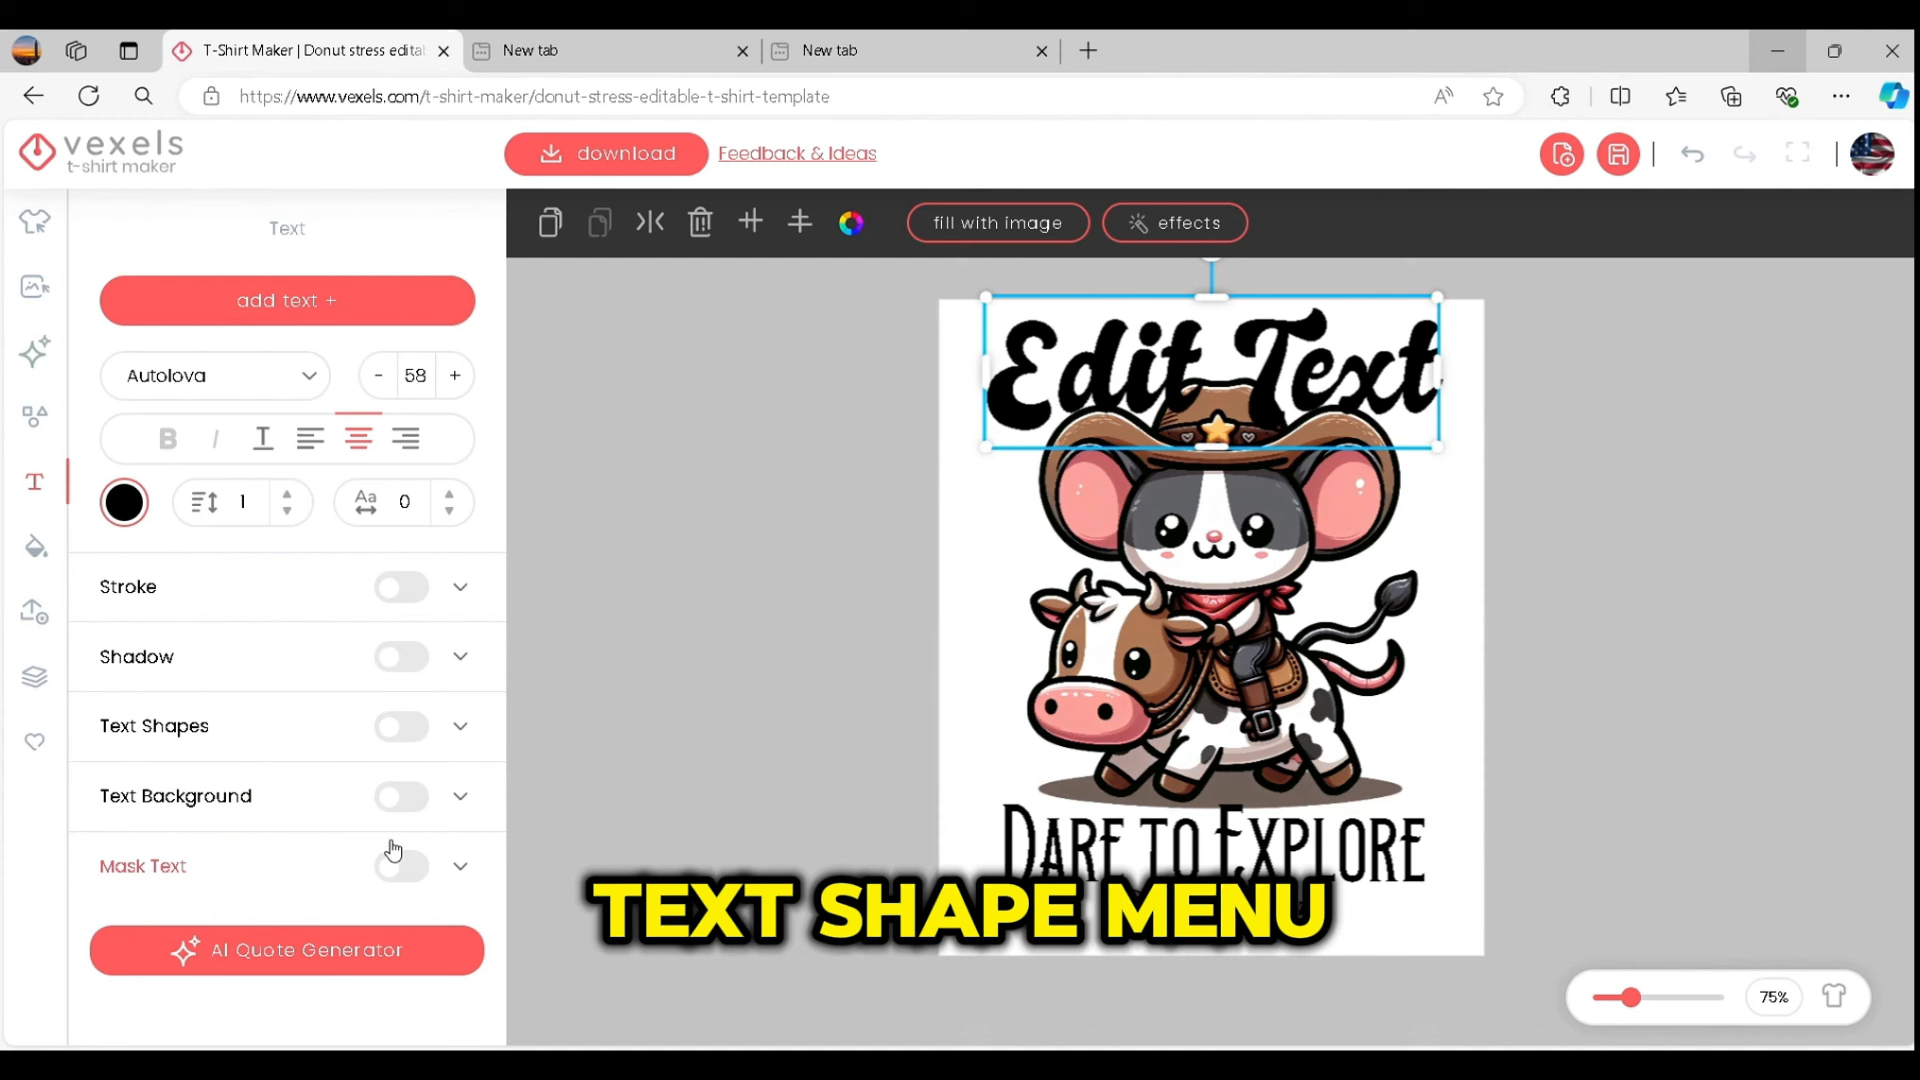 T-Shirt Maker | Donut stress edita
New tab
New tab
https://www.vexels.com/t-shirt-maker/donut-stress-editable-t-shirt-template
vexels
t-shirt maker
download
Feedback & Ideas
Text
fill with image
effects
add text +
Autolova
- 58 +
B I T
1
Aa 0
Stroke
Shadow
Text Shapes
Text Background
Mask Text
AI Quote Generator
Edit Text
DARE TO EXPLORE
TEXT SHAPE MENU
75%